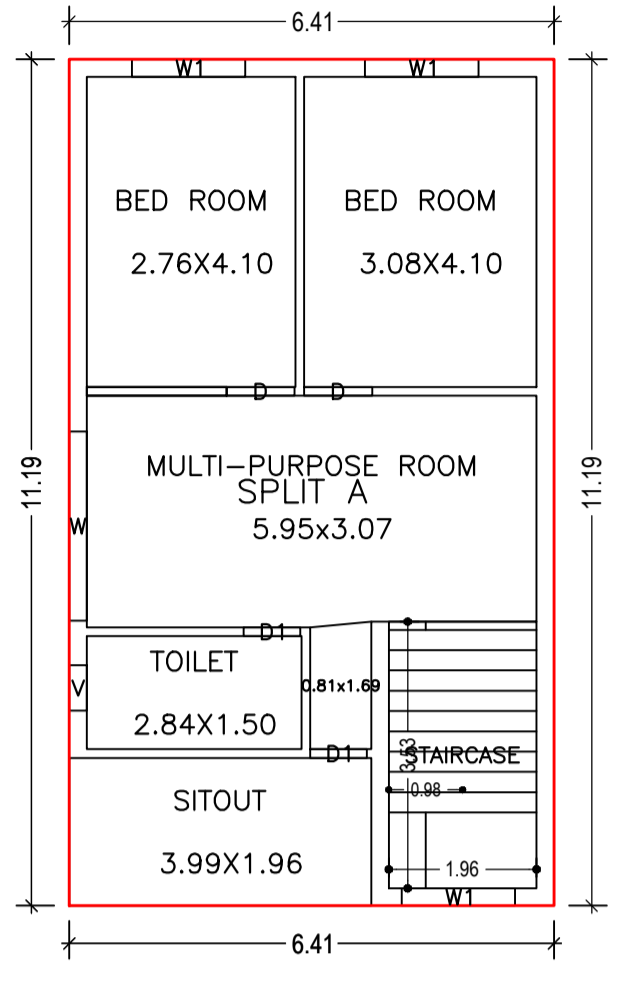 6.41
W1
W1
BED ROOM
2.76X4.10
BED ROOM
3.08X4.10
D
D
11.19
11.19
MULTI-PURPOSE ROOM
SPLIT A
5.95x3.07
W
D1
TOILET
2.84X1.50
V
0.81x1.69
D1
SITOUT
3.99X1.96
3.53
STAIRCASE
0.98
1.96
W1
6.41